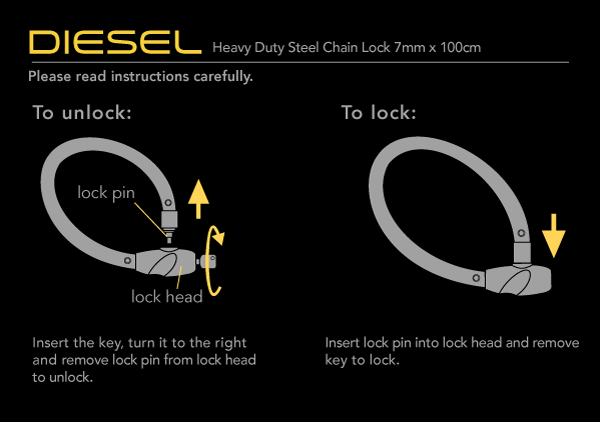 DIESEL Heavy Duty Steel Chain Lock 7mm x 100cm
Please read instructions carefully.
To unlock:
lock pin
lock head
Insert the key, turn it to the right
and remove lock pin from lock head
to unlock.
To lock:
Insert lock pin into lock head and remove
key to lock.